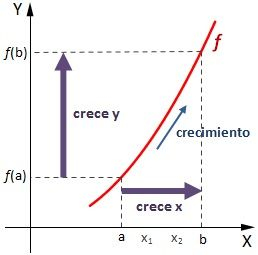 Y
f(b)
f
crece y
crecimiento
f(a)
crece x
a x₁ x₂ b X